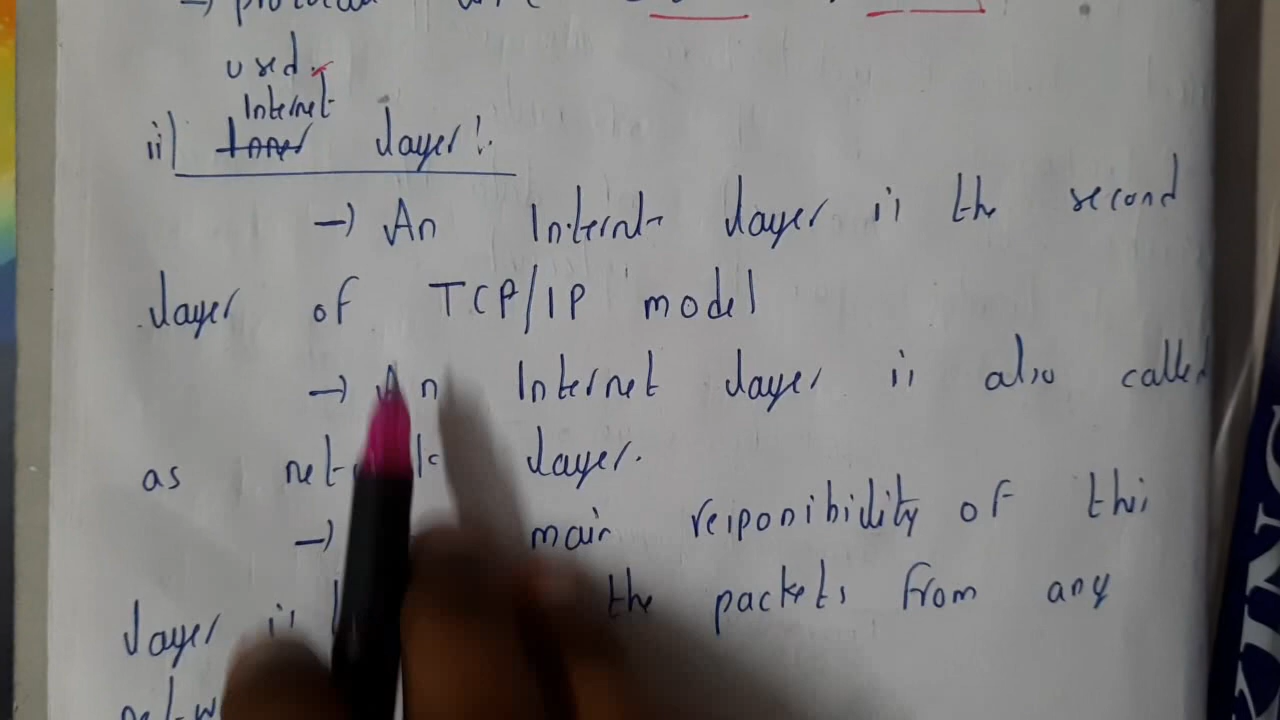 used.
Internet
ii) layer:
→ An Internet layer is the second
layer of TCP/IP model
→ An Internet layer is also called
as layer.
→ main responibility of this
layer is the packets from any